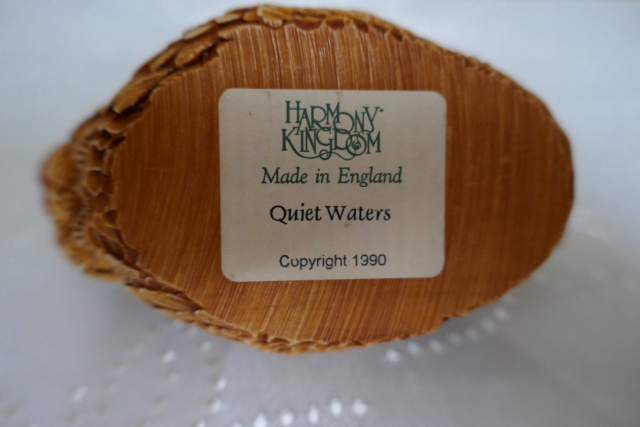 HARMONY
KINGDOM
Made in England
Quiet Waters
Copyright 1990